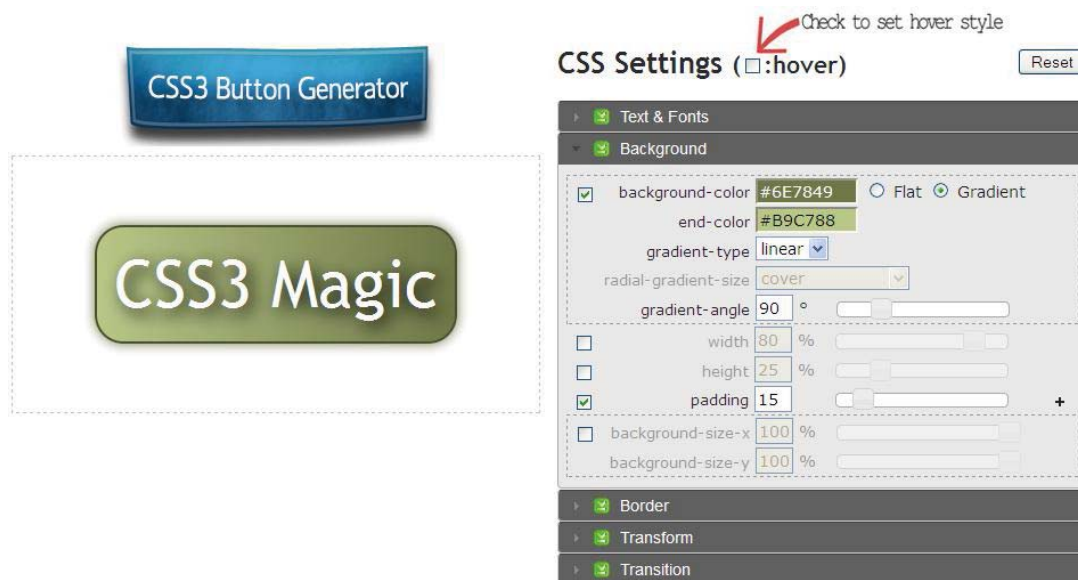 Check to set hover style
CSS3 Button Generator
CSS Settings (:hover)
Reset
Text & Fonts
Background
CSS3 Magic
background-color #6E7849 Flat Gradient
end-color #B9C788
gradient-type linear
radial-gradient-size cover
gradient-angle 90 °
width 80 %
height 25 %
padding 15 +
background-size-x 100 %
background-size-y 100 %
Border
Transform
Transition